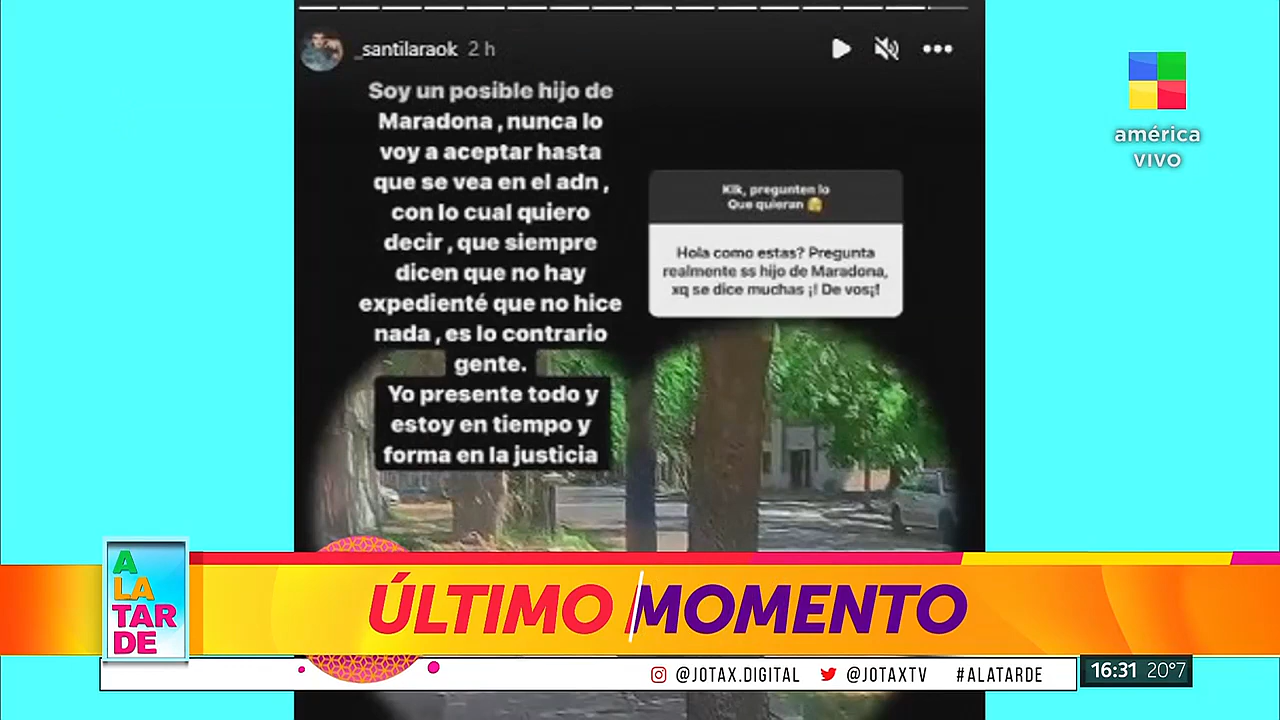 _santilaraok 2 h
Soy un posible hijo de
Maradona , nunca lo
voy a aceptar hasta
que se vea en el adn ,
con lo cual quiero
decir , que siempre
dicen que no hay
expedienté que no hice
nada , es lo contrario
gente.
Yo presente todo y
estoy en tiempo y
forma en la justicia
Klk, pregunten lo
Que quieran 🫣
Hola como estas? Pregunta
realmente ss hijo de Maradona,
xq se dice muchas ¡! De vos¡!
américa
VIVO
A
LA
TAR
DE
ÚLTIMO MOMENTO
@JOTAX.DIGITAL @JOTAXTV #ALATARDE
16:31 20°7